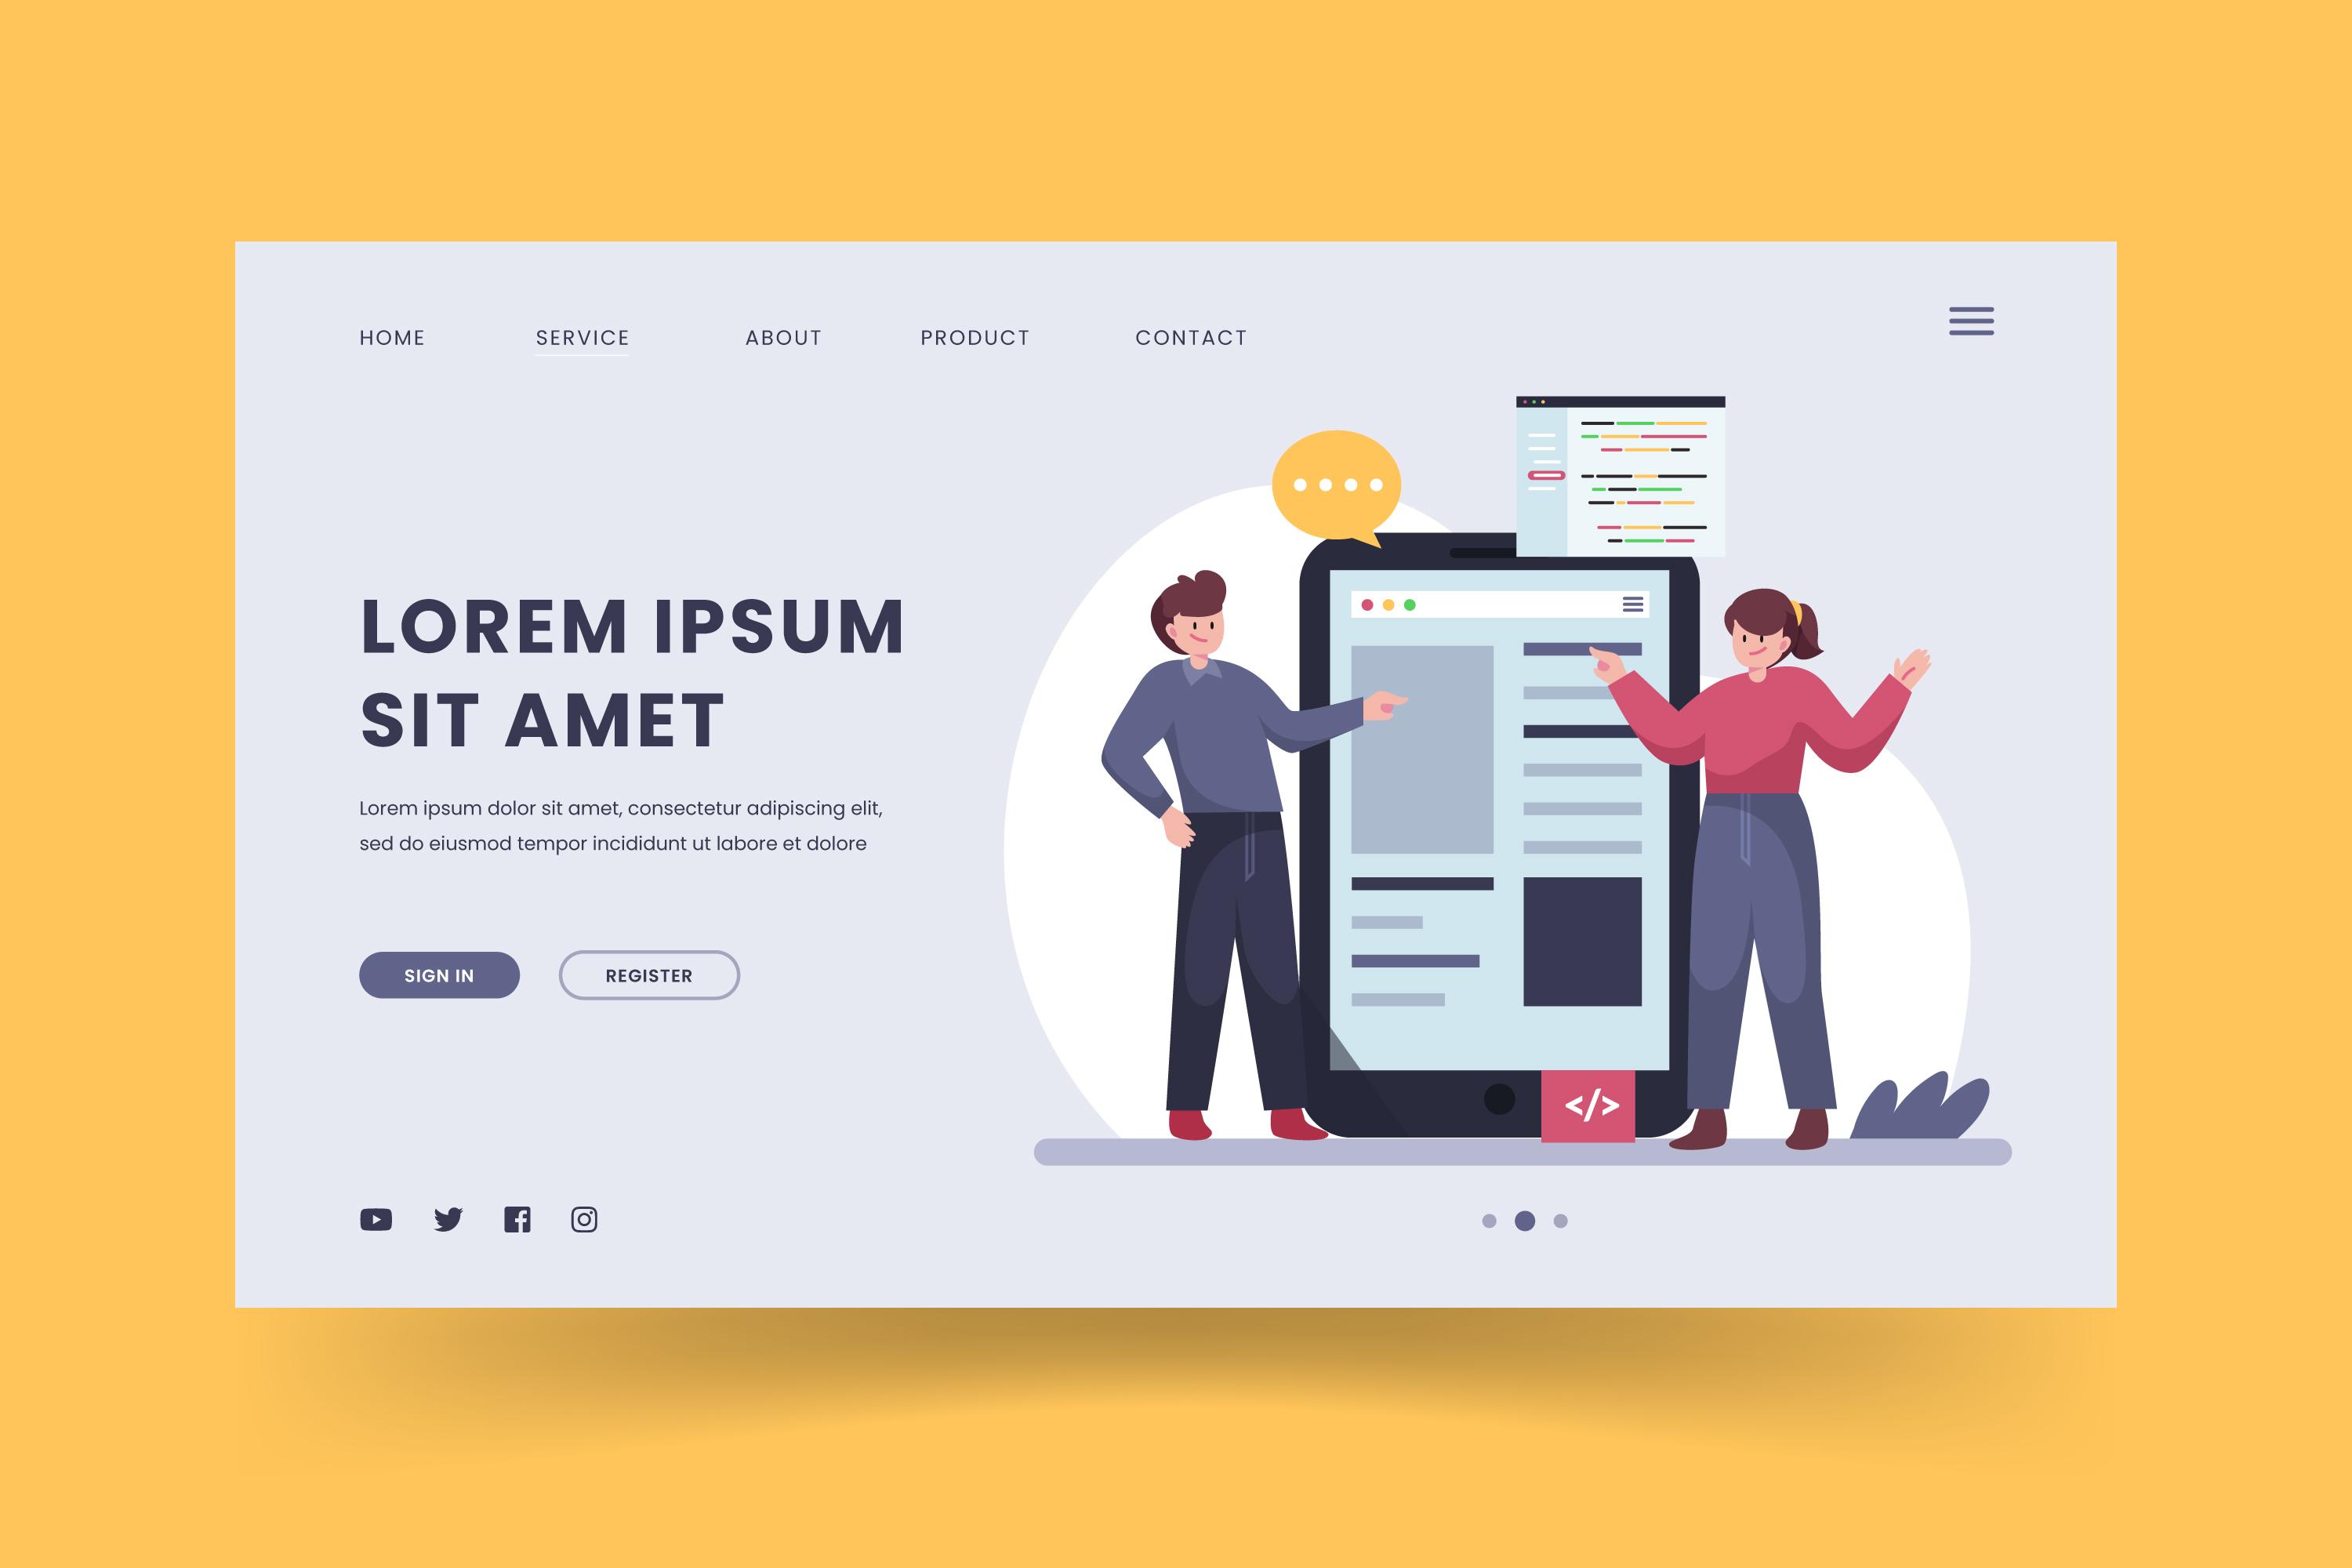 HOME SERVICE ABOUT PRODUCT CONTACT
LOREM IPSUM
SIT AMET
Lorem ipsum dolor sit amet, consectetur adipiscing elit,
sed do eiusmod tempor incididunt ut labore et dolore
SIGN IN REGISTER
</>